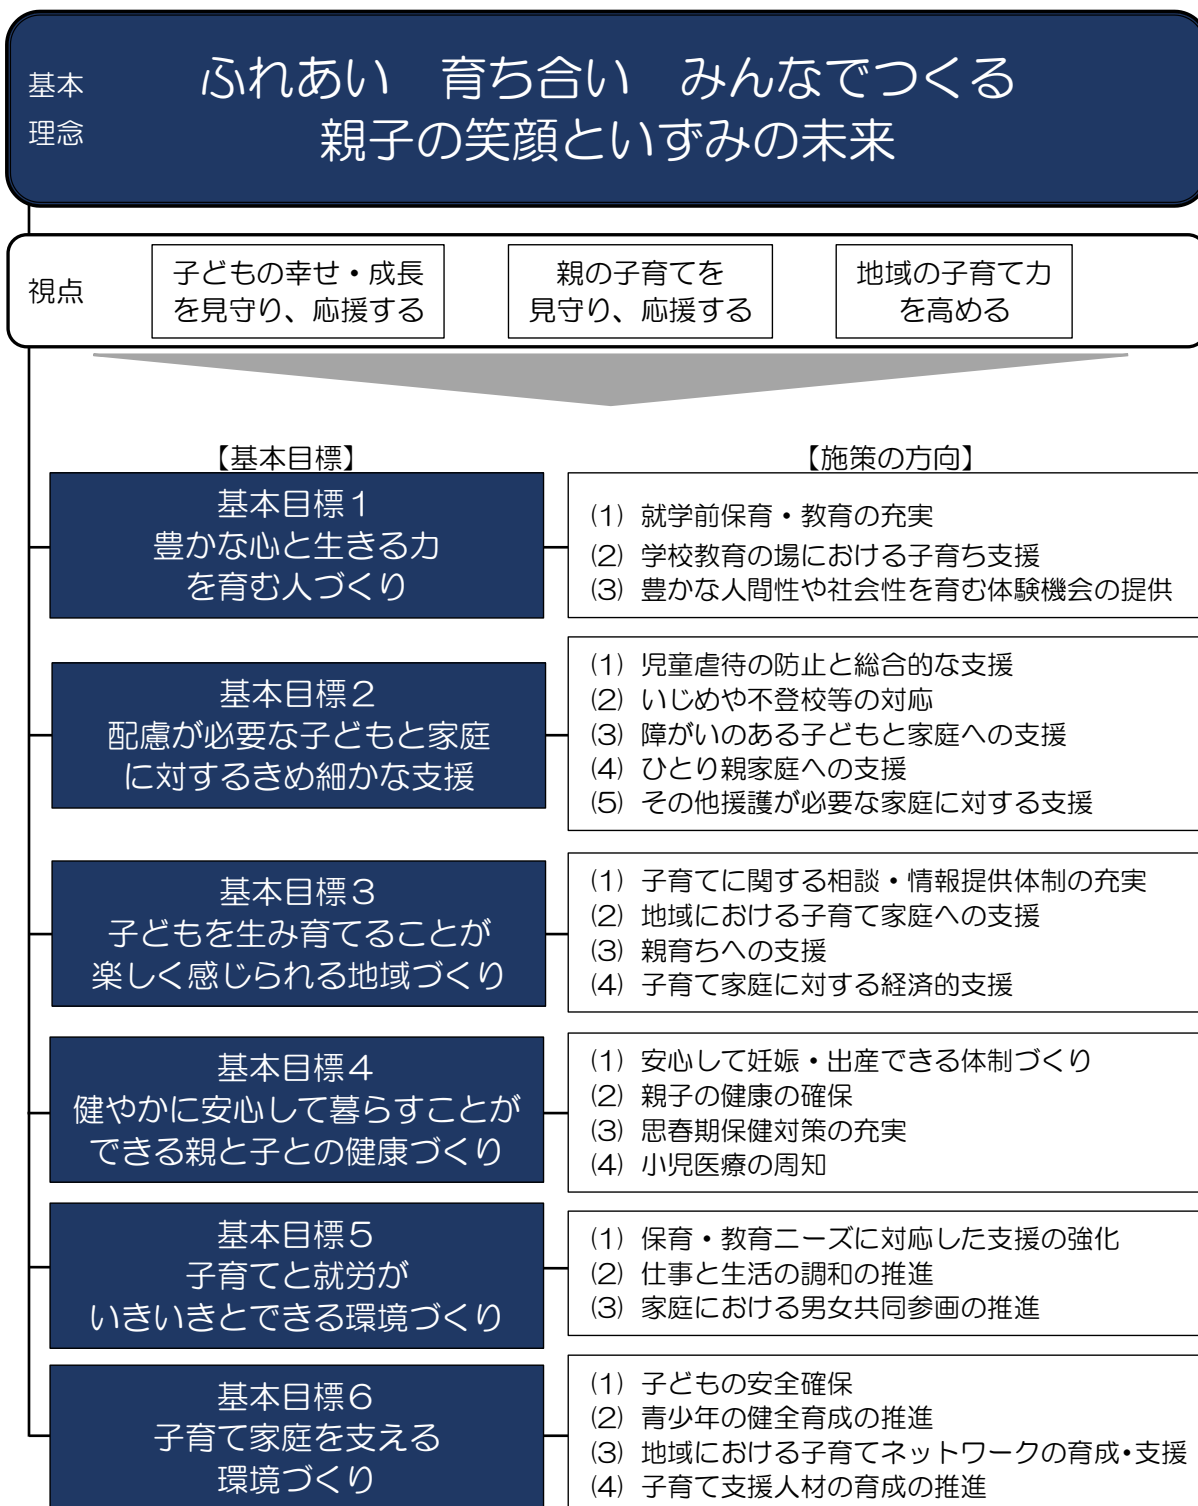 基本
理念
ふれあい　育ち合い　みんなでつくる
親子の笑顔といずみの未来
視点
子どもの幸せ・成長
を見守り、応援する
親の子育てを
見守り、応援する
地域の子育て力
を高める
【基本目標】
【施策の方向】
基本目標１
豊かな心と生きる力
を育む人づくり
(1) 就学前保育・教育の充実
(2) 学校教育の場における子育ち支援
(3) 豊かな人間性や社会性を育む体験機会の提供
基本目標２
配慮が必要な子どもと家庭
に対するきめ細かな支援
(1) 児童虐待の防止と総合的な支援
(2) いじめや不登校等の対応
(3) 障がいのある子どもと家庭への支援
(4) ひとり親家庭への支援
(5) その他援護が必要な家庭に対する支援
基本目標３
子どもを生み育てることが
楽しく感じられる地域づくり
(1) 子育てに関する相談・情報提供体制の充実
(2) 地域における子育て家庭への支援
(3) 親育ちへの支援
(4) 子育て家庭に対する経済的支援
基本目標４
健やかに安心して暮らすことが
できる親と子との健康づくり
(1) 安心して妊娠・出産できる体制づくり
(2) 親子の健康の確保
(3) 思春期保健対策の充実
(4) 小児医療の周知
基本目標５
子育てと就労が
いきいきとできる環境づくり
(1) 保育・教育ニーズに対応した支援の強化
(2) 仕事と生活の調和の推進
(3) 家庭における男女共同参画の推進
基本目標６
子育て家庭を支える
環境づくり
(1) 子どもの安全確保
(2) 青少年の健全育成の推進
(3) 地域における子育てネットワークの育成・支援
(4) 子育て支援人材の育成の推進